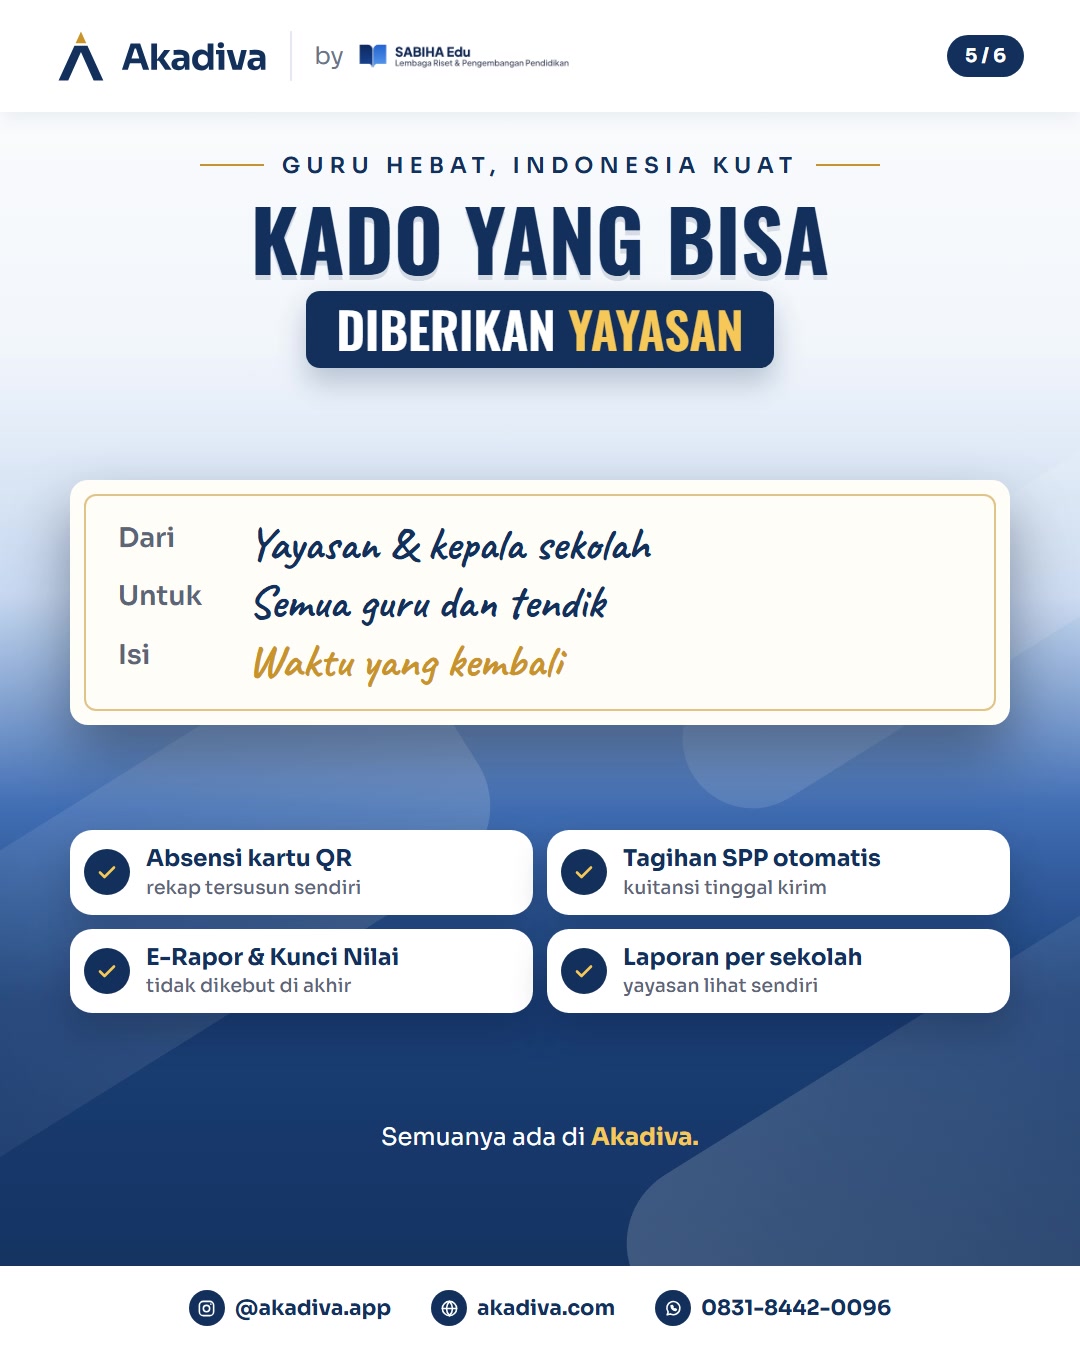 Akadiva
by
SABIHA Edu
Lembaga Riset & Pengembangan Pendidikan
5 / 6
GURU HEBAT, INDONESIA KUAT
KADO YANG BISA
DIBERIKAN YAYASAN
Dari Yayasan & kepala sekolah
Untuk Semua guru dan tendik
Isi Waktu yang kembali
Absensi kartu QR
rekap tersusun sendiri
Tagihan SPP otomatis
kuitansi tinggal kirim
E-Rapor & Kunci Nilai
tidak dikebut di akhir
Laporan per sekolah
yayasan lihat sendiri
Semuanya ada di Akadiva.
@akadiva.app
akadiva.com
0831-8442-0096